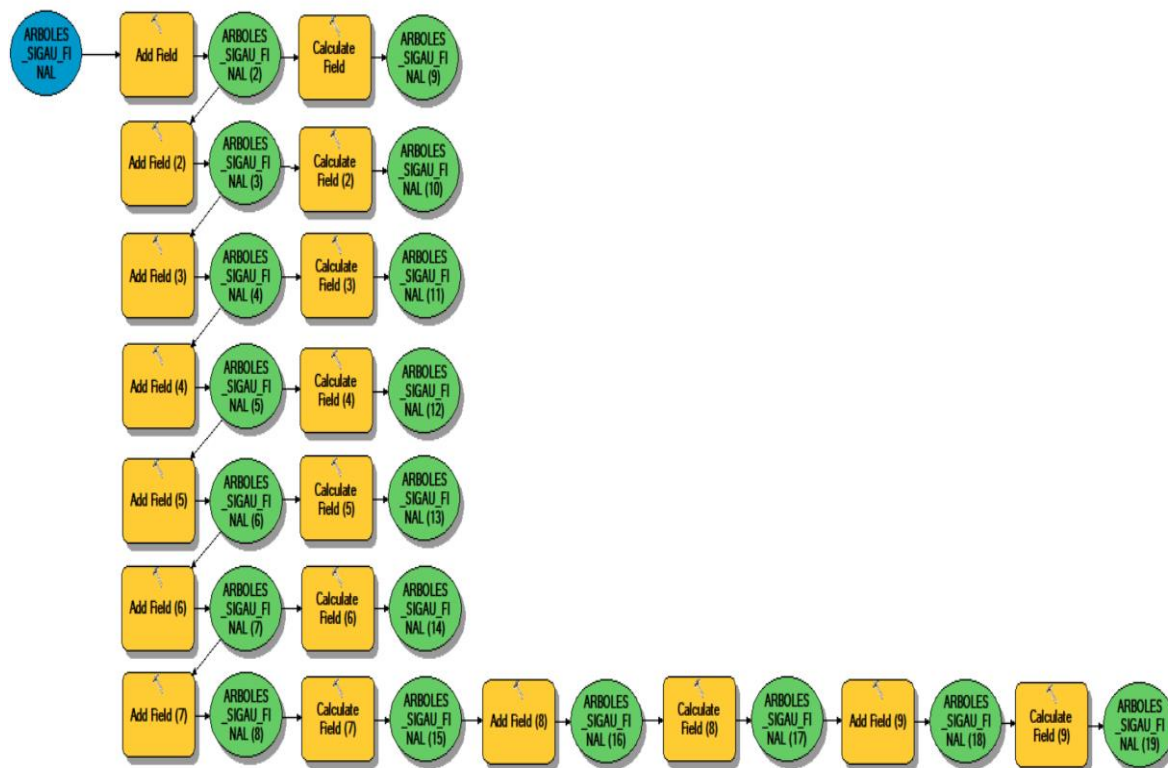 ARBOLES
_SIGAU_FI
NAL
Add Field
ARBOLES
_SIGAU_FI
NAL (2)
Calculate
Field
ARBOLES
_SIGAU_FI
NAL (9)
Add Field (2)
ARBOLES
_SIGAU_FI
NAL (3)
Calculate
Field (2)
ARBOLES
_SIGAU_FI
NAL (10)
Add Field (3)
ARBOLES
_SIGAU_FI
NAL (4)
Calculate
Field (3)
ARBOLES
_SIGAU_FI
NAL (11)
Add Field (4)
ARBOLES
_SIGAU_FI
NAL (5)
Calculate
Field (4)
ARBOLES
_SIGAU_FI
NAL (12)
Add Field (5)
ARBOLES
_SIGAU_FI
NAL (6)
Calculate
Field (5)
ARBOLES
_SIGAU_FI
NAL (13)
Add Field (6)
ARBOLES
_SIGAU_FI
NAL (7)
Calculate
Field (6)
ARBOLES
_SIGAU_FI
NAL (14)
Add Field (7)
ARBOLES
_SIGAU_FI
NAL (8)
Calculate
Field (7)
ARBOLES
_SIGAU_FI
NAL (15)
Add Field (8)
ARBOLES
_SIGAU_FI
NAL (16)
Calculate
Field (8)
ARBOLES
_SIGAU_FI
NAL (17)
Add Field (9)
ARBOLES
_SIGAU_FI
NAL (18)
Calculate
Field (9)
ARBOLES
_SIGAU_FI
NAL (19)